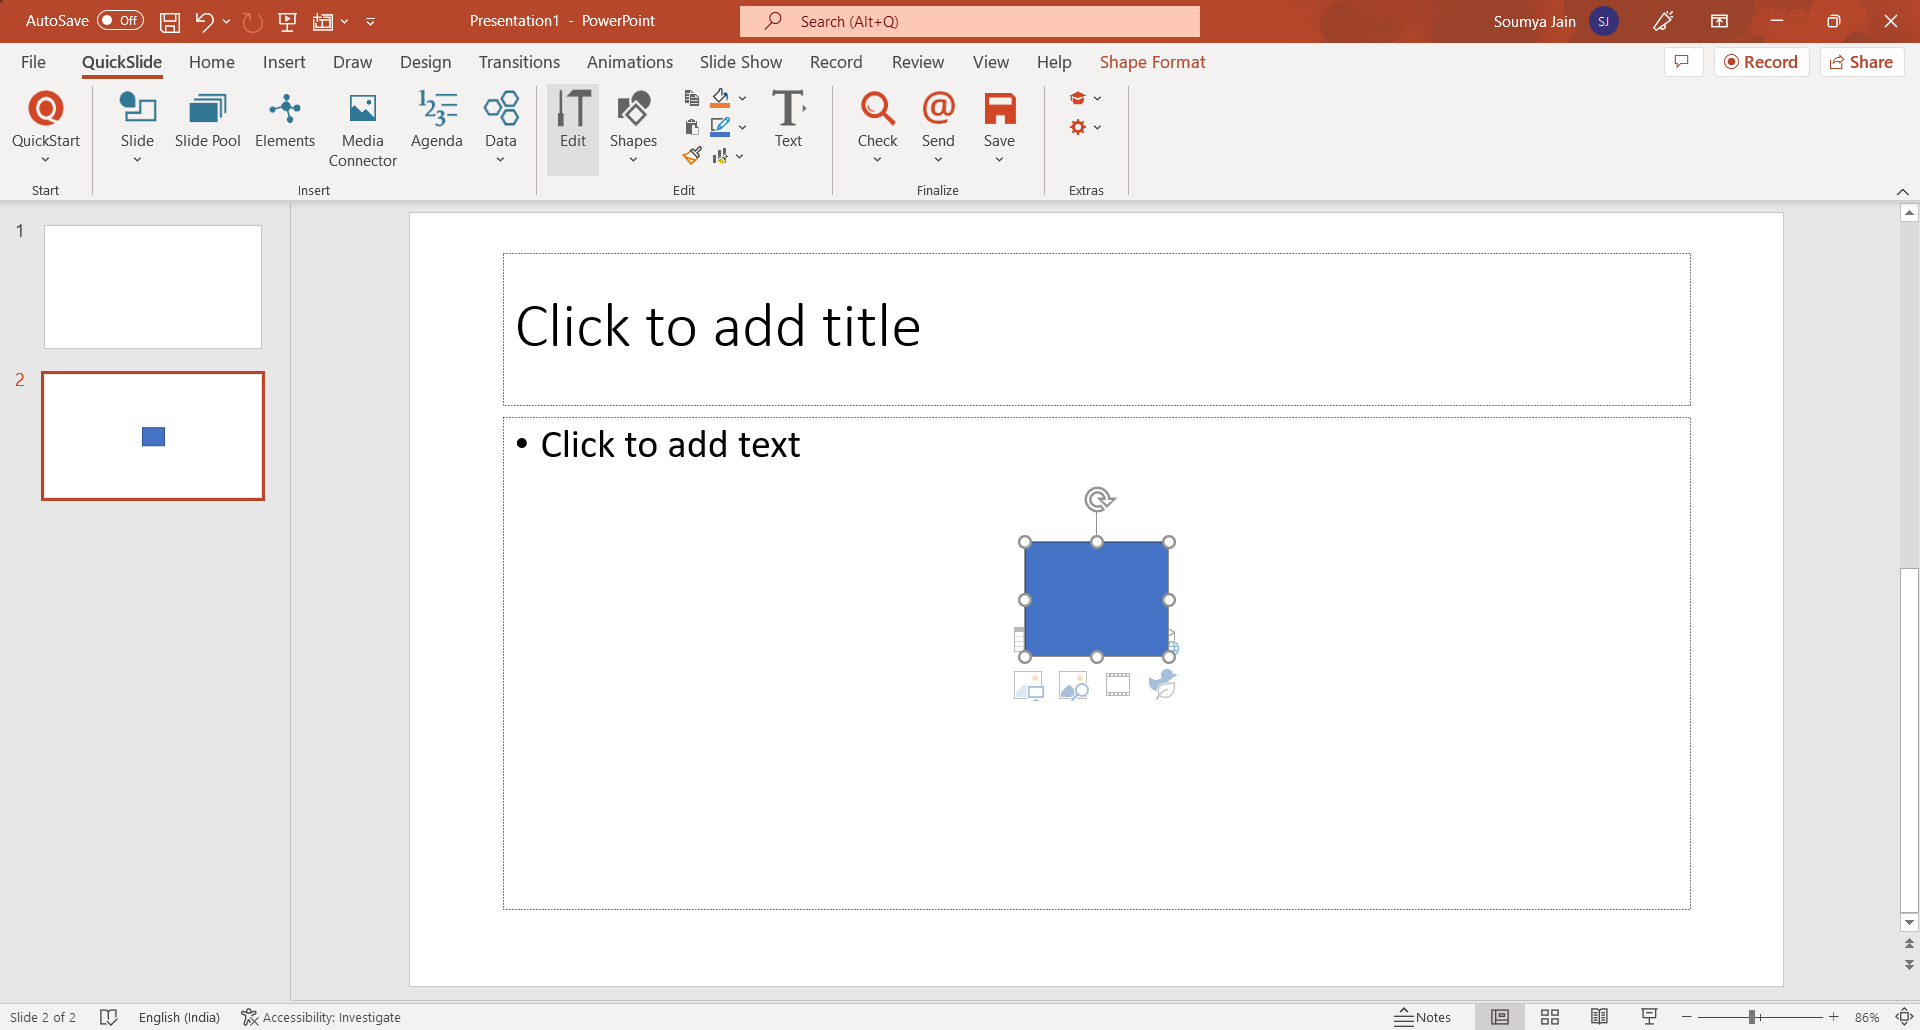 AutoSave Off Presentation1 - PowerPoint Search (Alt+Q) Soumya Jain SJ
File QuickSlide Home Insert Draw Design Transitions Animations Slide Show Record Review View Help Shape Format Record Share
QuickStart Slide Slide Pool Elements Media Connector Agenda Data Edit Shapes Text Check Send Save
Start Insert Edit Finalize Extras
1
2
Click to add title
• Click to add text
Slide 2 of 2 English (India) Accessibility: Investigate Notes 86%